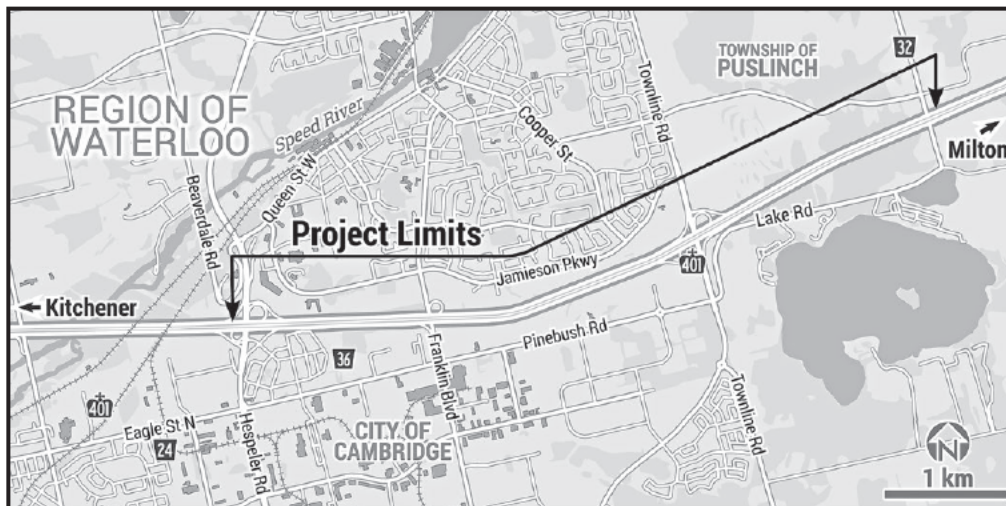 32
TOWNSHIP OF
PUSLINCH
REGION OF
WATERLOO
Speed River
Cooper St
Townline Rd
Milton
Queen St W
Beaverdale Rd
Project Limits
Lake Rd
401
Jamieson Pkwy
Kitchener
Pinebush Rd
36
Franklin Blvd
401
Eagle St N
24
Hespeler Rd
CITY OF
CAMBRIDGE
Townline Rd
N
1 km